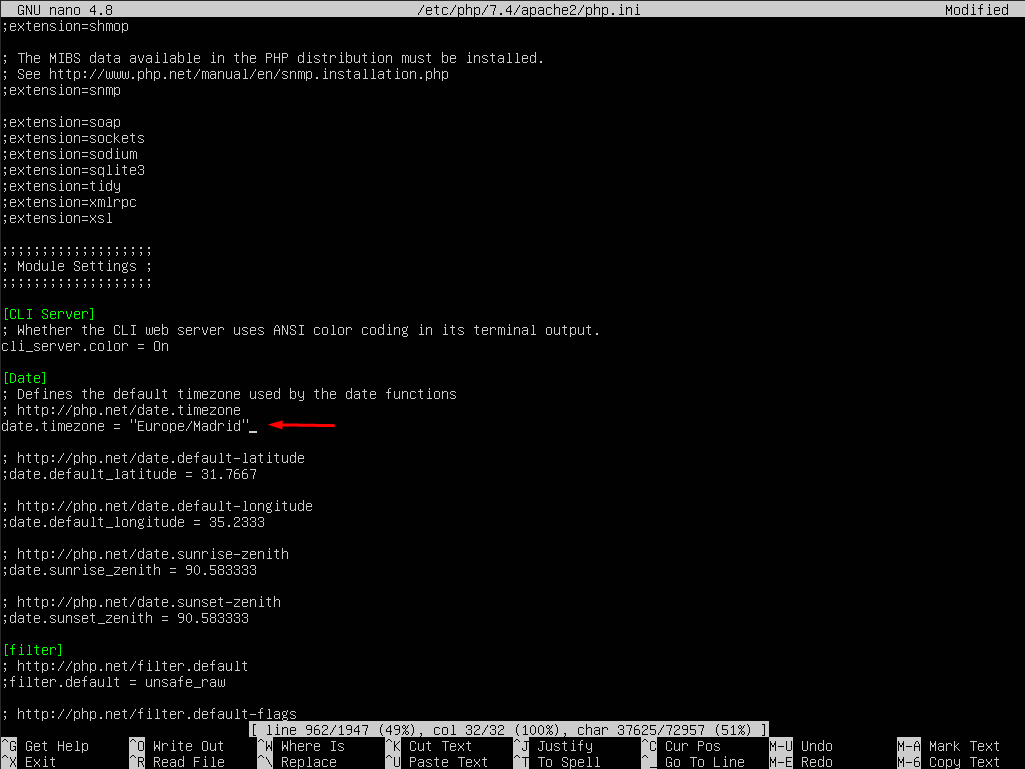 GNU nano 4.8 /etc/php/7.4/apache2/php.ini Modified
;extension=shmop
; The MIBS data available in the PHP distribution must be installed.
; See http://www.php.net/manual/en/snmp.installation.php
;extension=snmp
;extension=soap
;extension=sockets
;extension=sodium
;extension=sqlite3
;extension=tidy
;extension=xmlrpc
;extension=xsl
;;;;;;;;;;;;;;;;;;;
; Module Settings ;
;;;;;;;;;;;;;;;;;;;
[CLI Server]
; Whether the CLI web server uses ANSI color coding in its terminal output.
cli_server.color = On
[Date]
; Defines the default timezone used by the date functions
; http://php.net/date.timezone
date.timezone = "Europe/Madrid"_
; http://php.net/date.default-latitude
;date.default_latitude = 31.7667
; http://php.net/date.default-longitude
;date.default_longitude = 35.2333
; http://php.net/date.sunrise-zenith
;date.sunrise_zenith = 90.583333
; http://php.net/date.sunset-zenith
;date.sunset_zenith = 90.583333
[filter]
; http://php.net/filter.default
;filter.default = unsafe_raw
; http://php.net/filter.default-flags
[ line 962/1947 (49%), col 32/32 (100%), char 37625/72957 (51%) ]
^G Get Help ^O Write Out ^W Where Is ^K Cut Text ^J Justify ^C Cur Pos M-U Undo M-A Mark Text
^X Exit ^R Read File ^\ Replace ^U Paste Text ^T To Spell ^_ Go To Line M-E Redo M-6 Copy Text